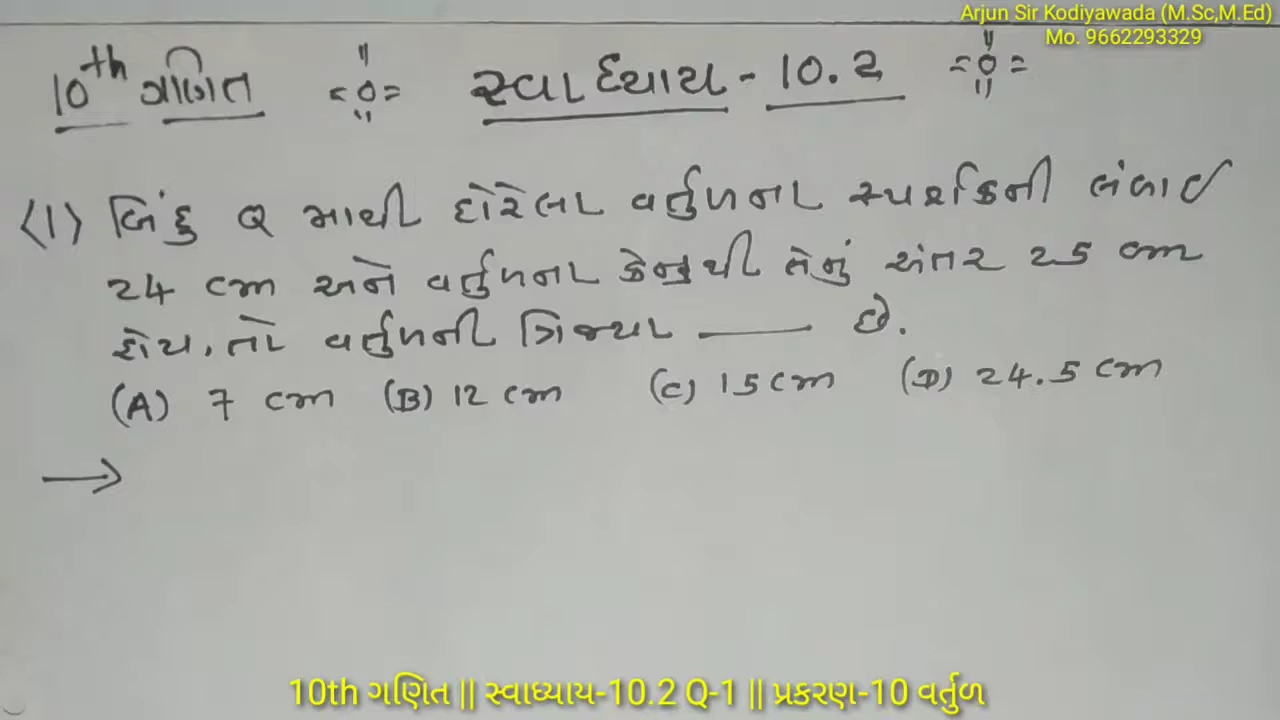 Arjun Sir Kodiyawada (M.Sc,M.Ed)
Mo. 9662293329
10th ગણિત સ્વાધ્યાય - 10.2
(1) બિંદુ Q માથી દોરેલા વર્તુળના સ્પર્શકની લંબાઈ
24 cm અને વર્તુળના કેન્દ્રથી તેનું અંતર 25 cm
હોય, તો વર્તુળની ત્રિજ્યા ____ છે.
(A) 7 cm (B) 12 cm (C) 15 cm (D) 24.5 cm
→
10th ગણિત || સ્વાધ્યાય-10.2 Q-1 || પ્રકરણ-10 વર્તુળ